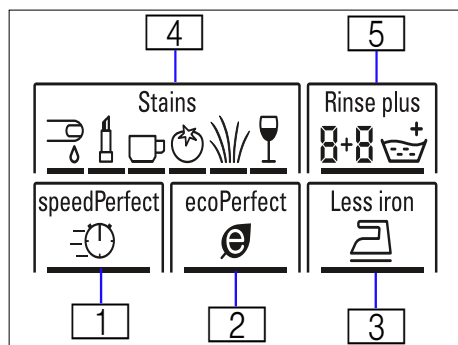 4 5
Stains Rinse plus
8+8 +
speedPerfect ecoPerfect Less iron
e
1 2 3